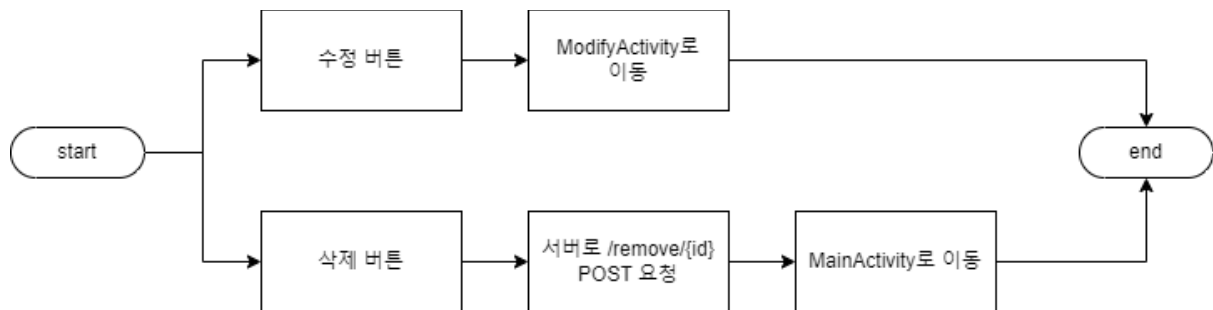 수정 버튼
ModifyActivity로
이동
start
end
삭제 버튼
서버로 /remove/{id}
POST 요청
MainActivity로 이동